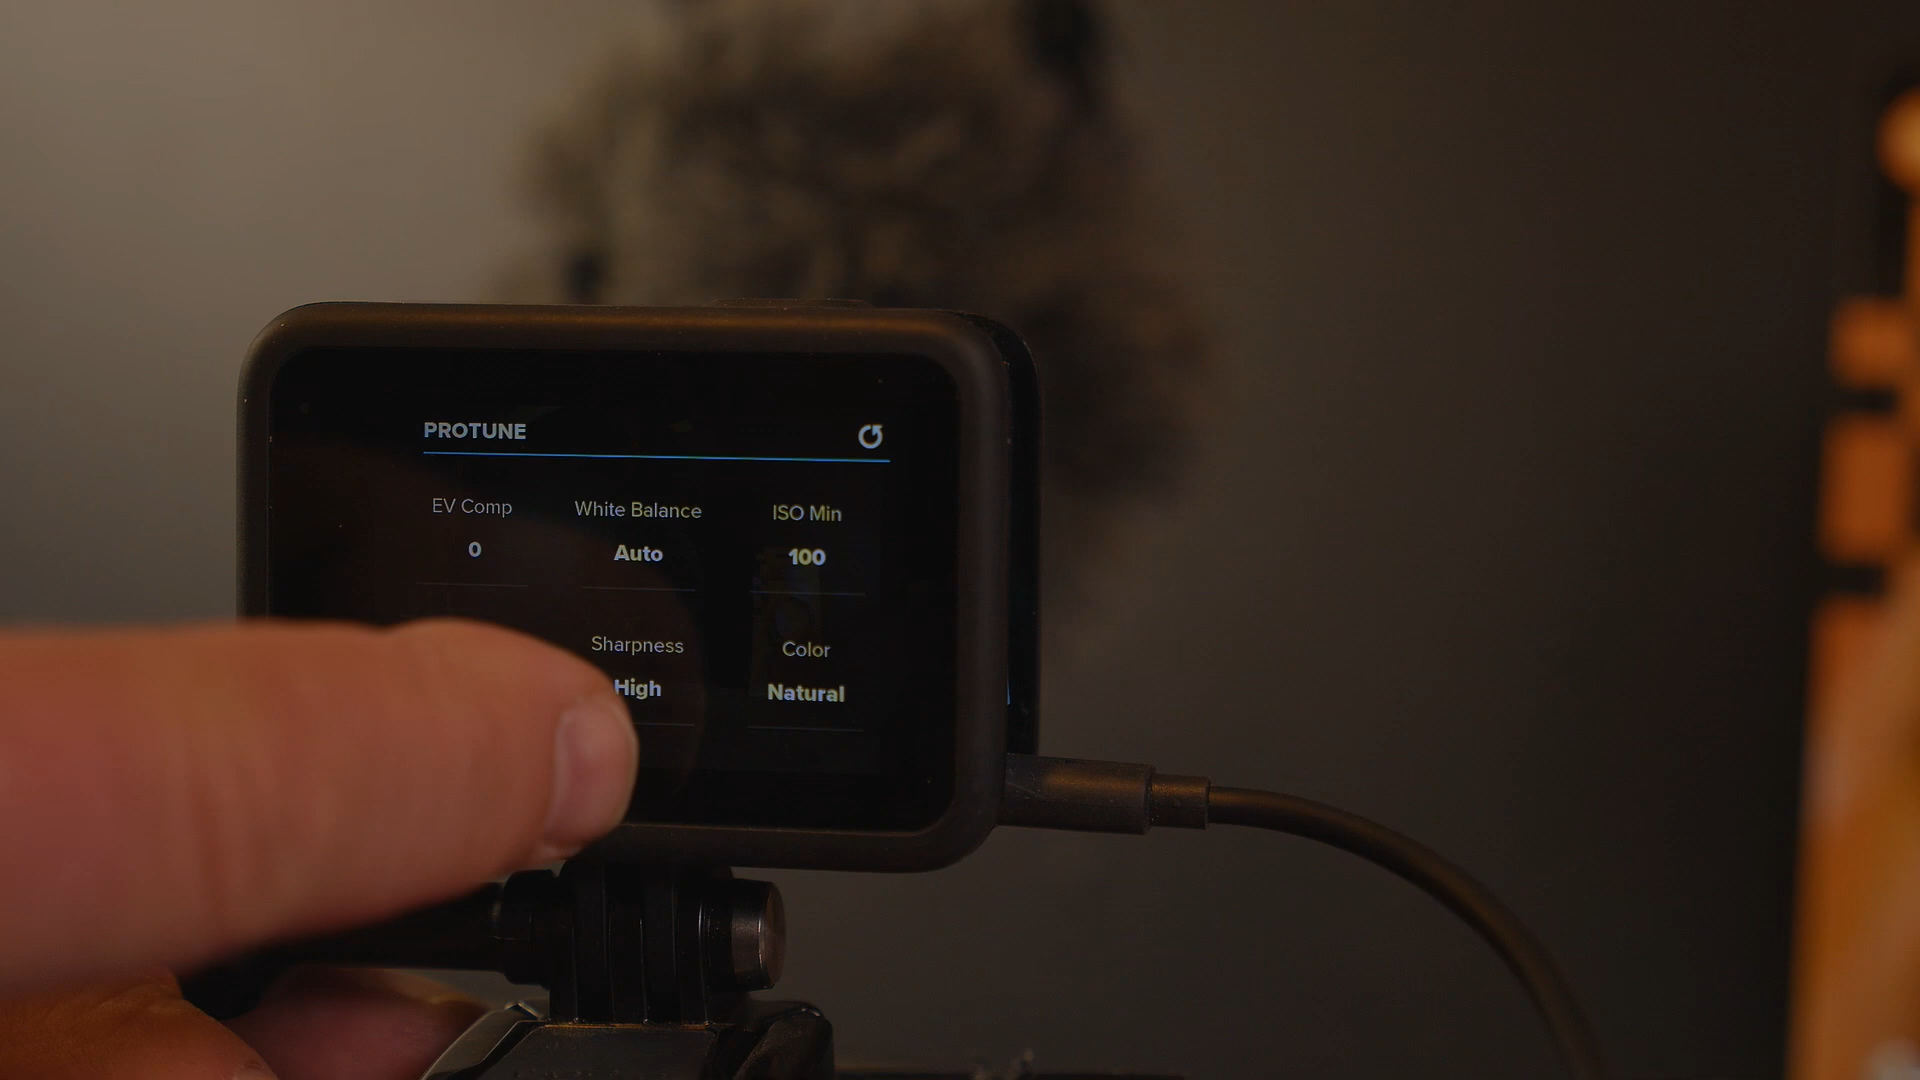 PROTUNE
EV Comp White Balance ISO Min
0 Auto 100
Sharpness Color
High Natural